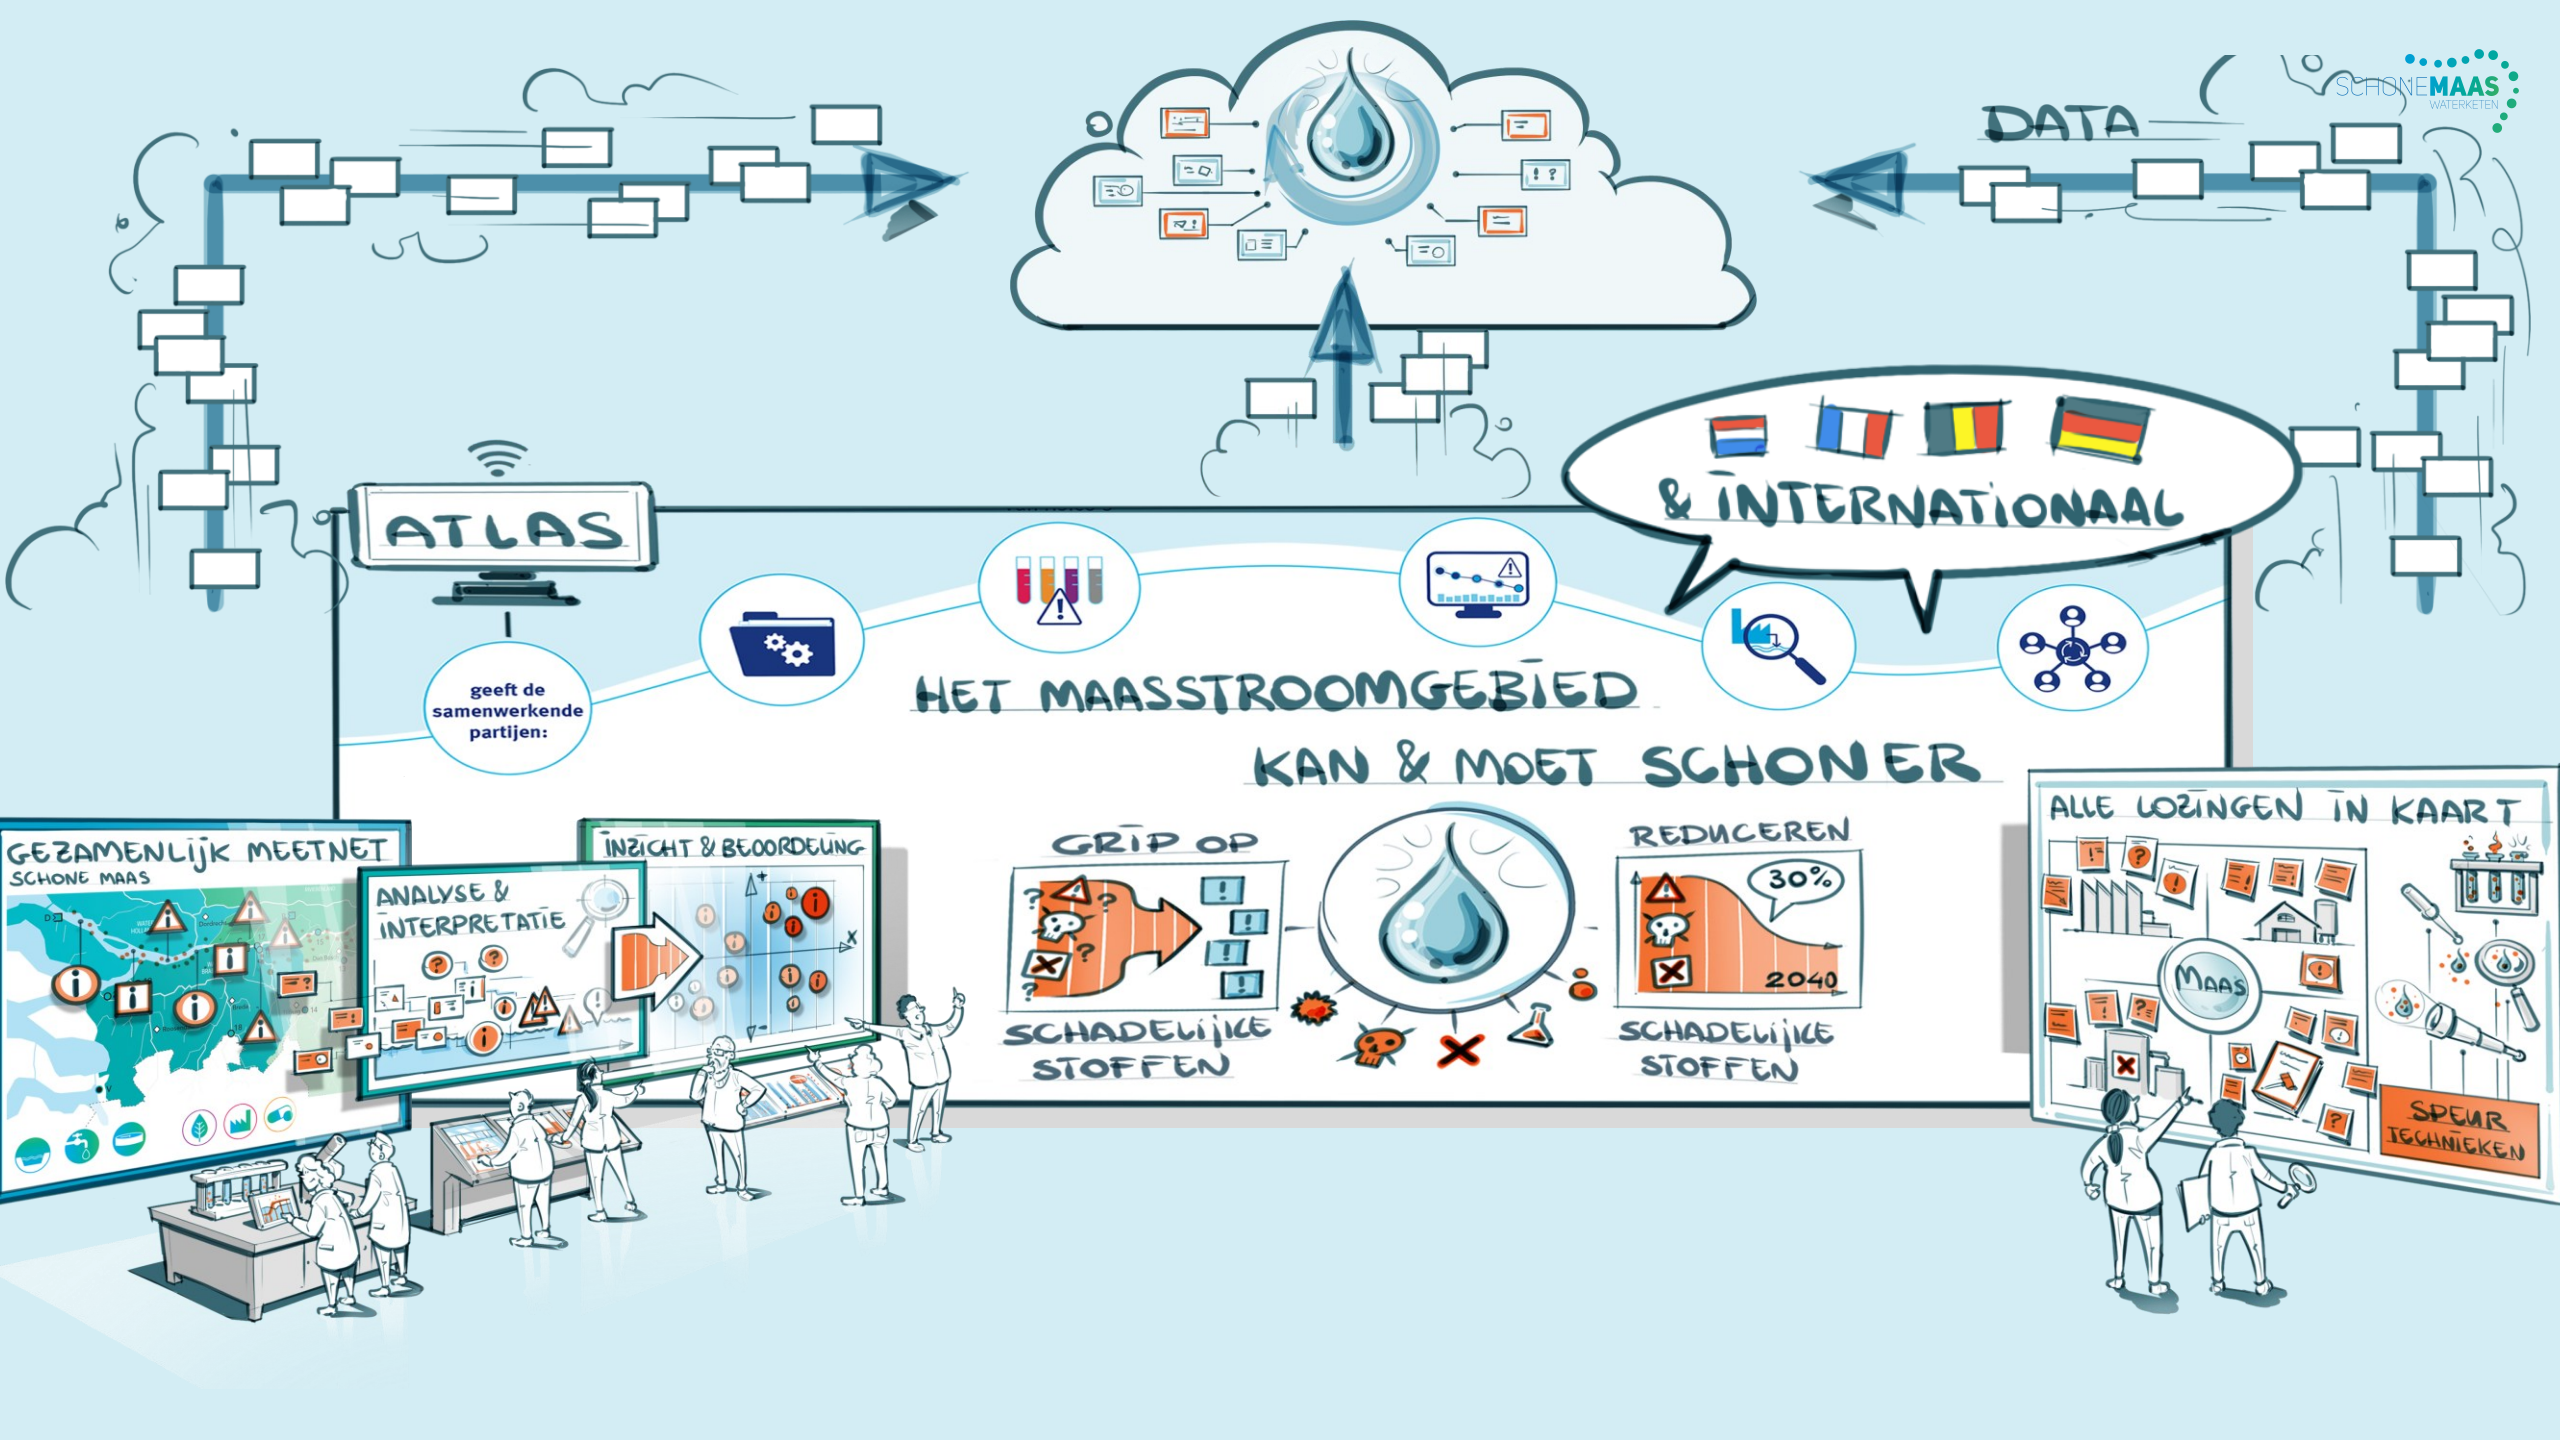 SCHONEMAAS
WATERKETEN
DATA
& INTERNATIONAAL
ATLAS
geeft de
samenwerkende
partijen:
HET MAASSTROOMGEBIED
KAN & MOET SCHONER
GEZAMENLIJK MEETNET
SCHONE MAAS
ANALYSE &
INTERPRETATIE
INZICHT & BEOORDELING
X
GRIP OP
SCHADELIJKE
STOFFEN
REDUCEREN
30%
2040
SCHADELIJKE
STOFFEN
ALLE LOZINGEN IN KAART
MAAS
SPEUR
TECHNIEKEN